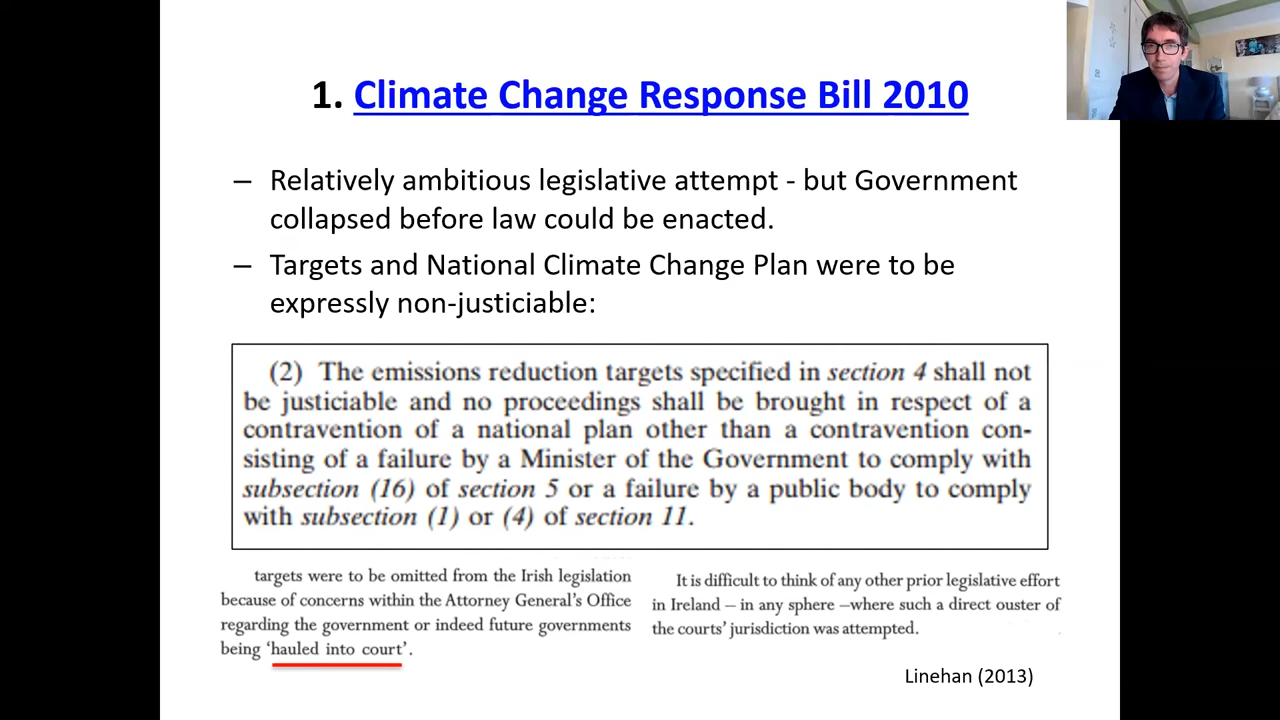 1. Climate Change Response Bill 2010
– Relatively ambitious legislative attempt - but Government
collapsed before law could be enacted.
– Targets and National Climate Change Plan were to be
expressly non-justiciable:
(2) The emissions reduction targets specified in section 4 shall not
be justiciable and no proceedings shall be brought in respect of a
contravention of a national plan other than a contravention con-
sisting of a failure by a Minister of the Government to comply with
subsection (16) of section 5 or a failure by a public body to comply
with subsection (1) or (4) of section 11.
targets were to be omitted from the Irish legislation
because of concerns within the Attorney General's Office
regarding the government or indeed future governments
being ‘hauled into court’.
It is difficult to think of any other prior legislative effort
in Ireland – in any sphere –where such a direct ouster of
the courts' jurisdiction was attempted.
Linehan (2013)